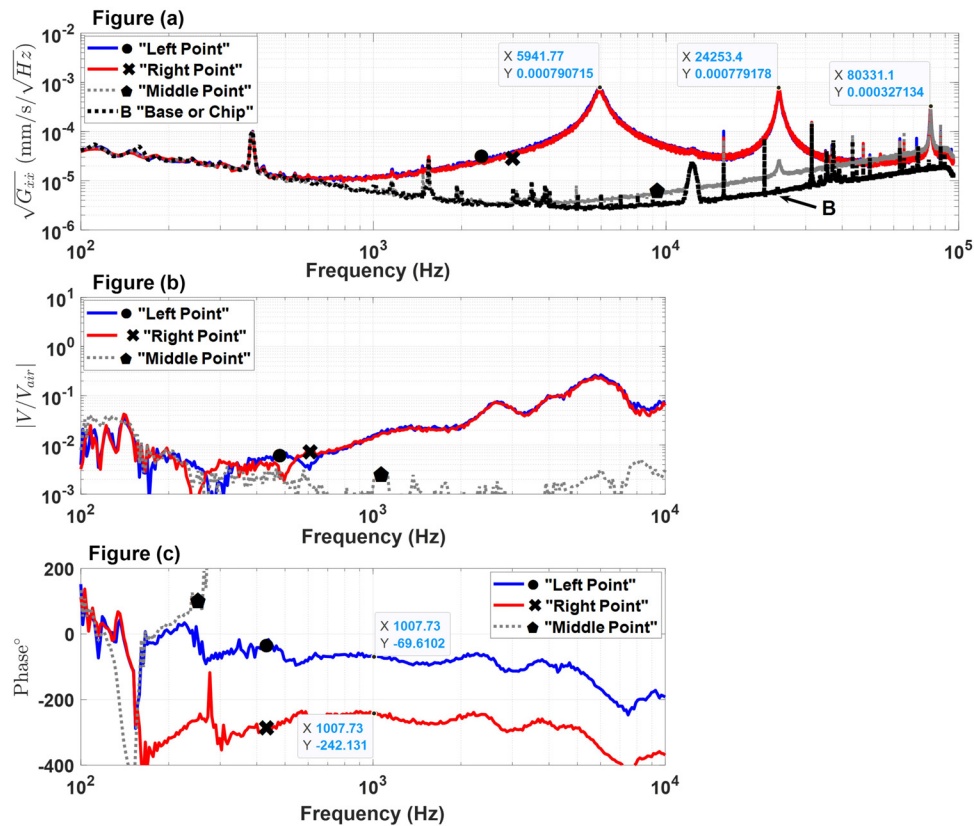 Figure (a)
√Gẋẋ (mm/s/√Hz)
10^-2
10^-3
10^-4
10^-5
10^-6
"Left Point"
"Right Point"
"Middle Point"
B "Base or Chip"
X 5941.77
Y 0.000790715
X 24253.4
Y 0.000779178
X 80331.1
Y 0.000327134
B
10^2 10^3 10^4 10^5
Frequency (Hz)
Figure (b)
|V/V_air|
10^1
10^0
10^-1
10^-2
10^-3
"Left Point"
"Right Point"
"Middle Point"
10^2 10^3 10^4
Frequency (Hz)
Figure (c)
Phase°
200
0
-200
-400
"Left Point"
"Right Point"
"Middle Point"
X 1007.73
Y -69.6102
X 1007.73
Y -242.131
10^2 10^3 10^4
Frequency (Hz)